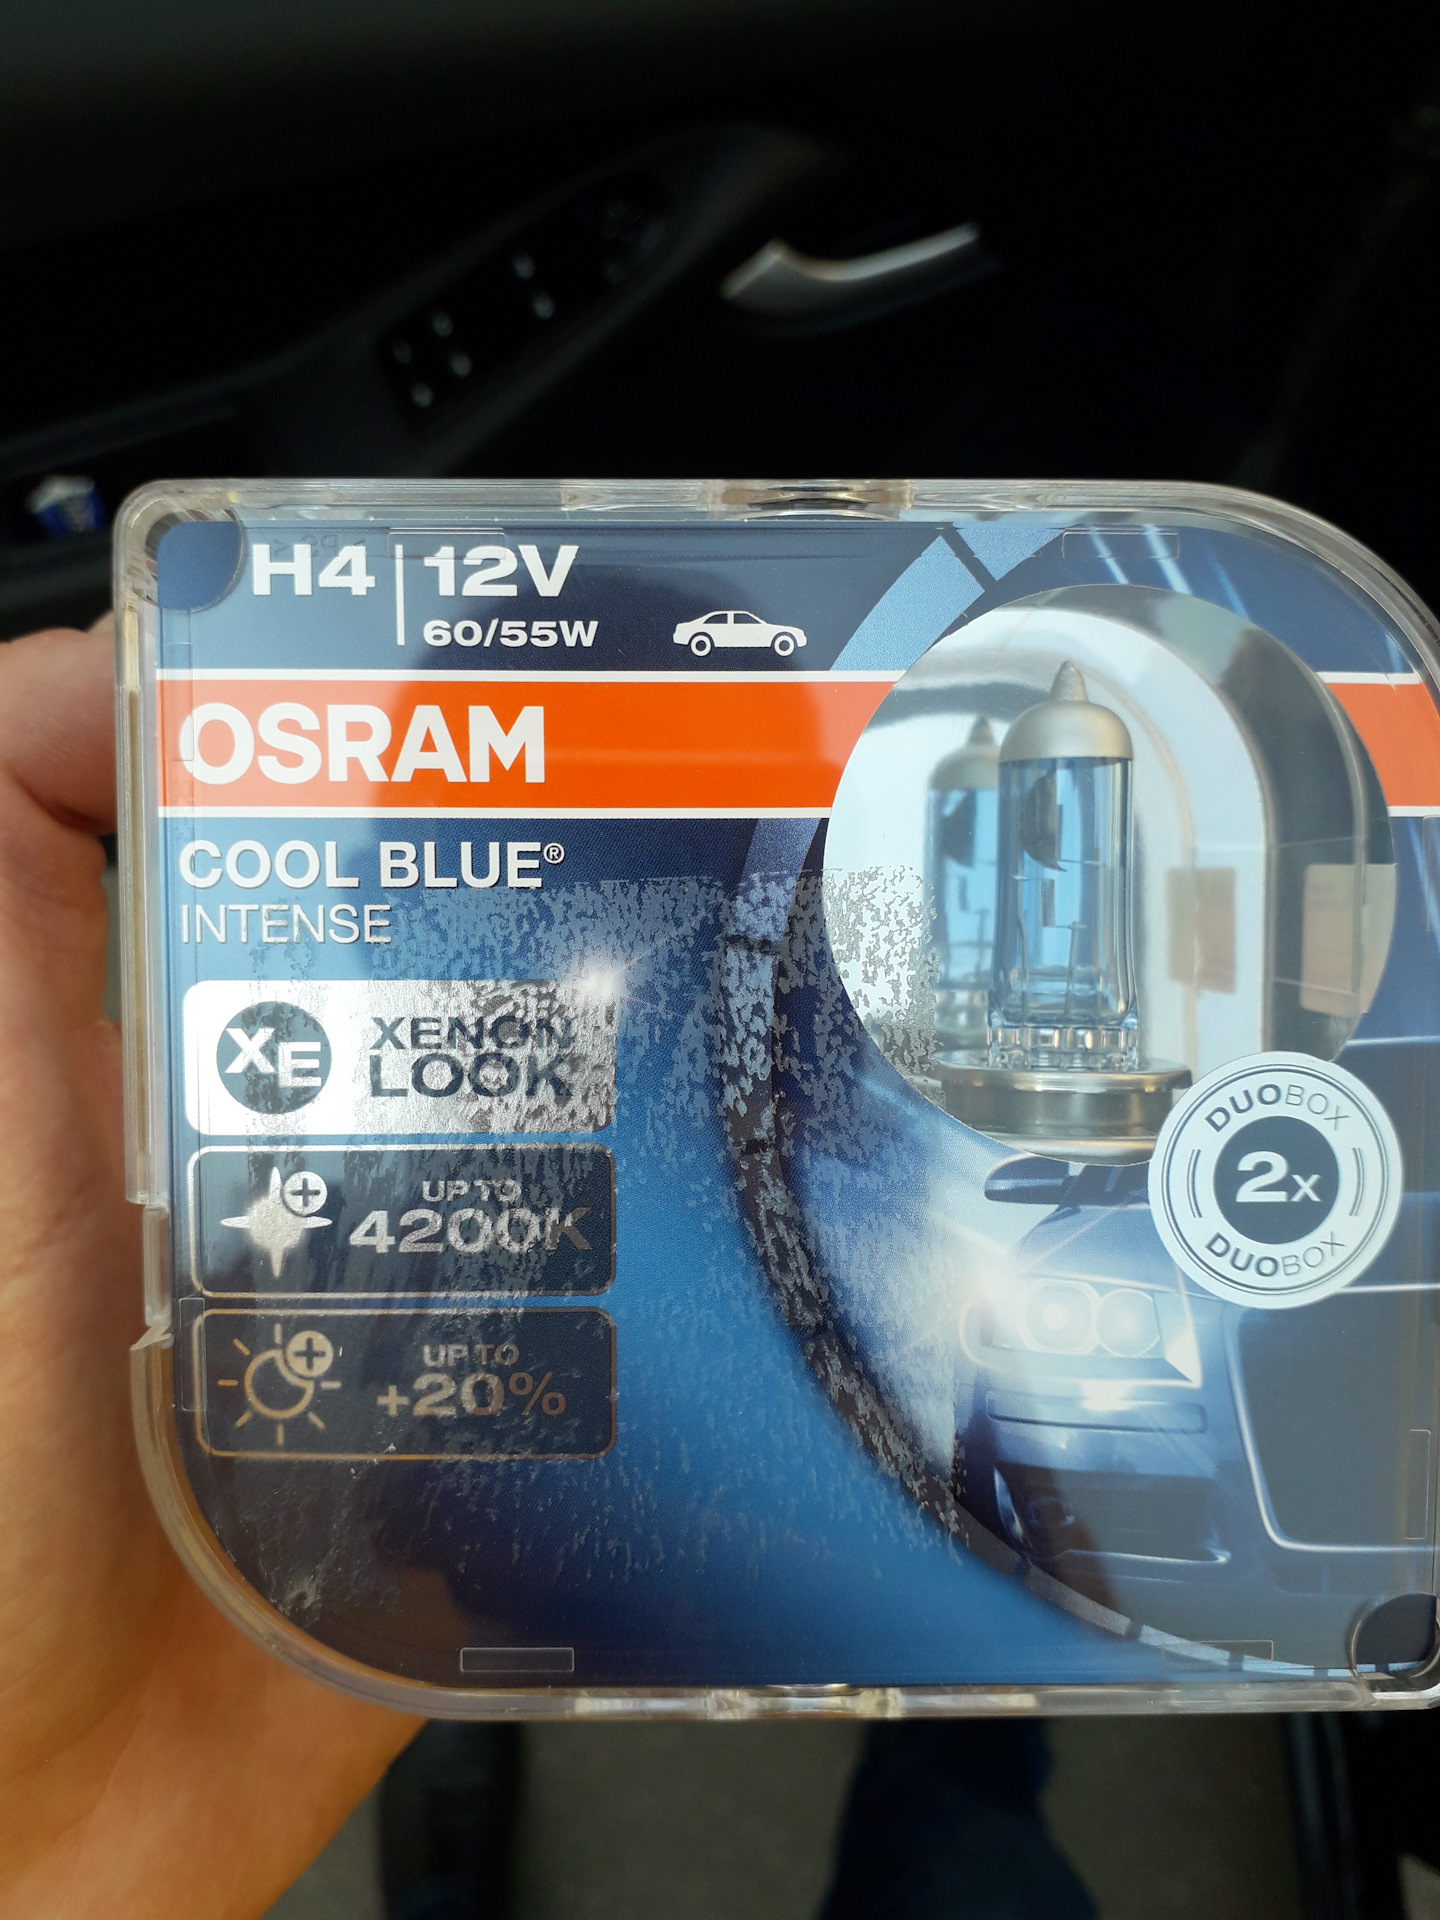 H4 | 12V
60/55W
OSRAM
COOL BLUE®
INTENSE
XE XENON
LOOK
UP TO
4200K
UP TO
+20%
DUOBOX
2x
DUOBOX